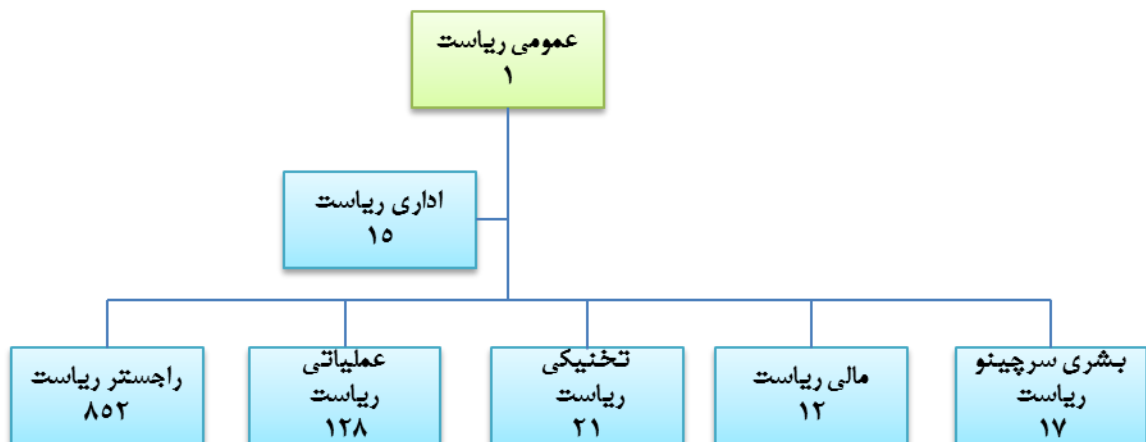 عمومی ریاست
۱
اداری ریاست
۱۵
بشری سرچینو
ریاست
۱۷
مالی ریاست
۱۲
تخنیکی
ریاست
۲۱
عملیاتی
ریاست
۱۲۸
راجستر ریاست
۸۵۲